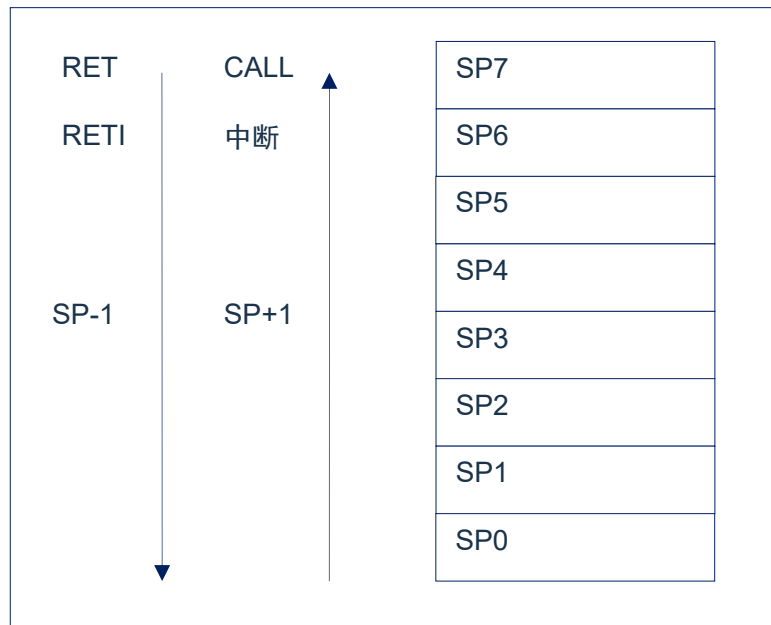 RET CALL SP7
RETI 中断 SP6
SP5
SP4
SP-1 SP+1 SP3
SP2
SP1
SP0